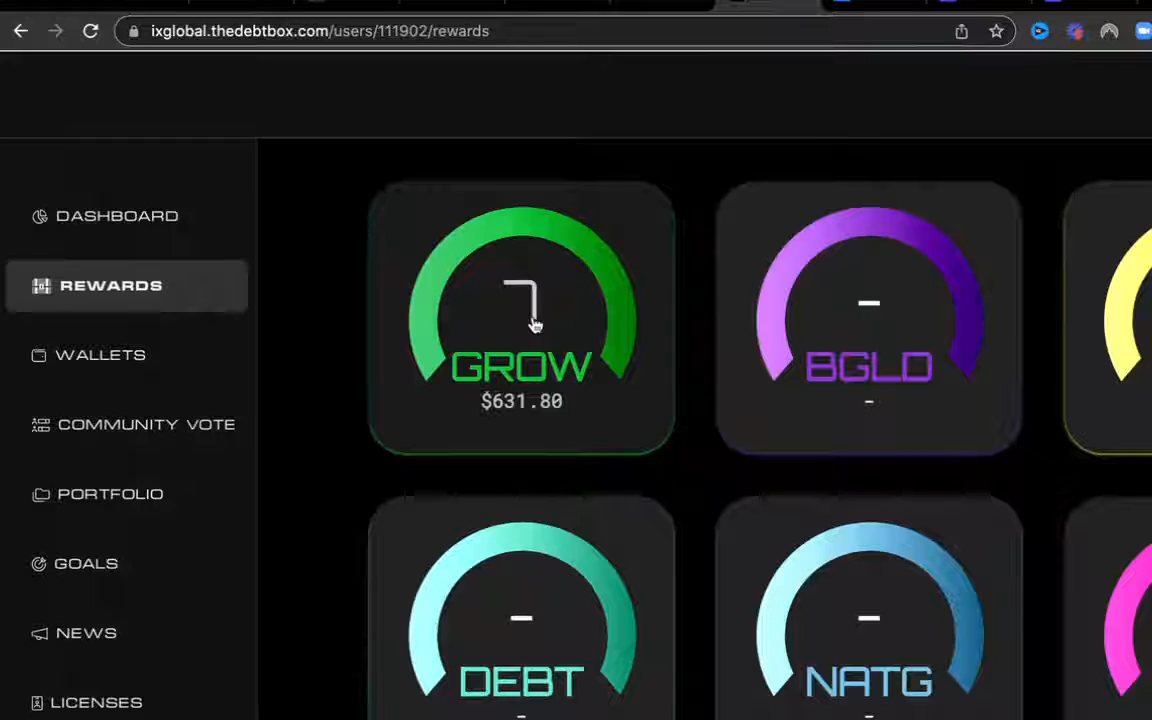 ixglobal.thedebtbox.com/users/111902/rewards
DASHBOARD
REWARDS
WALLETS
COMMUNITY VOTE
PORTFOLIO
GOALS
NEWS
LICENSES
7
GROW
$631.80
-
BGLD
-
-
DEBT
-
-
NATG
-